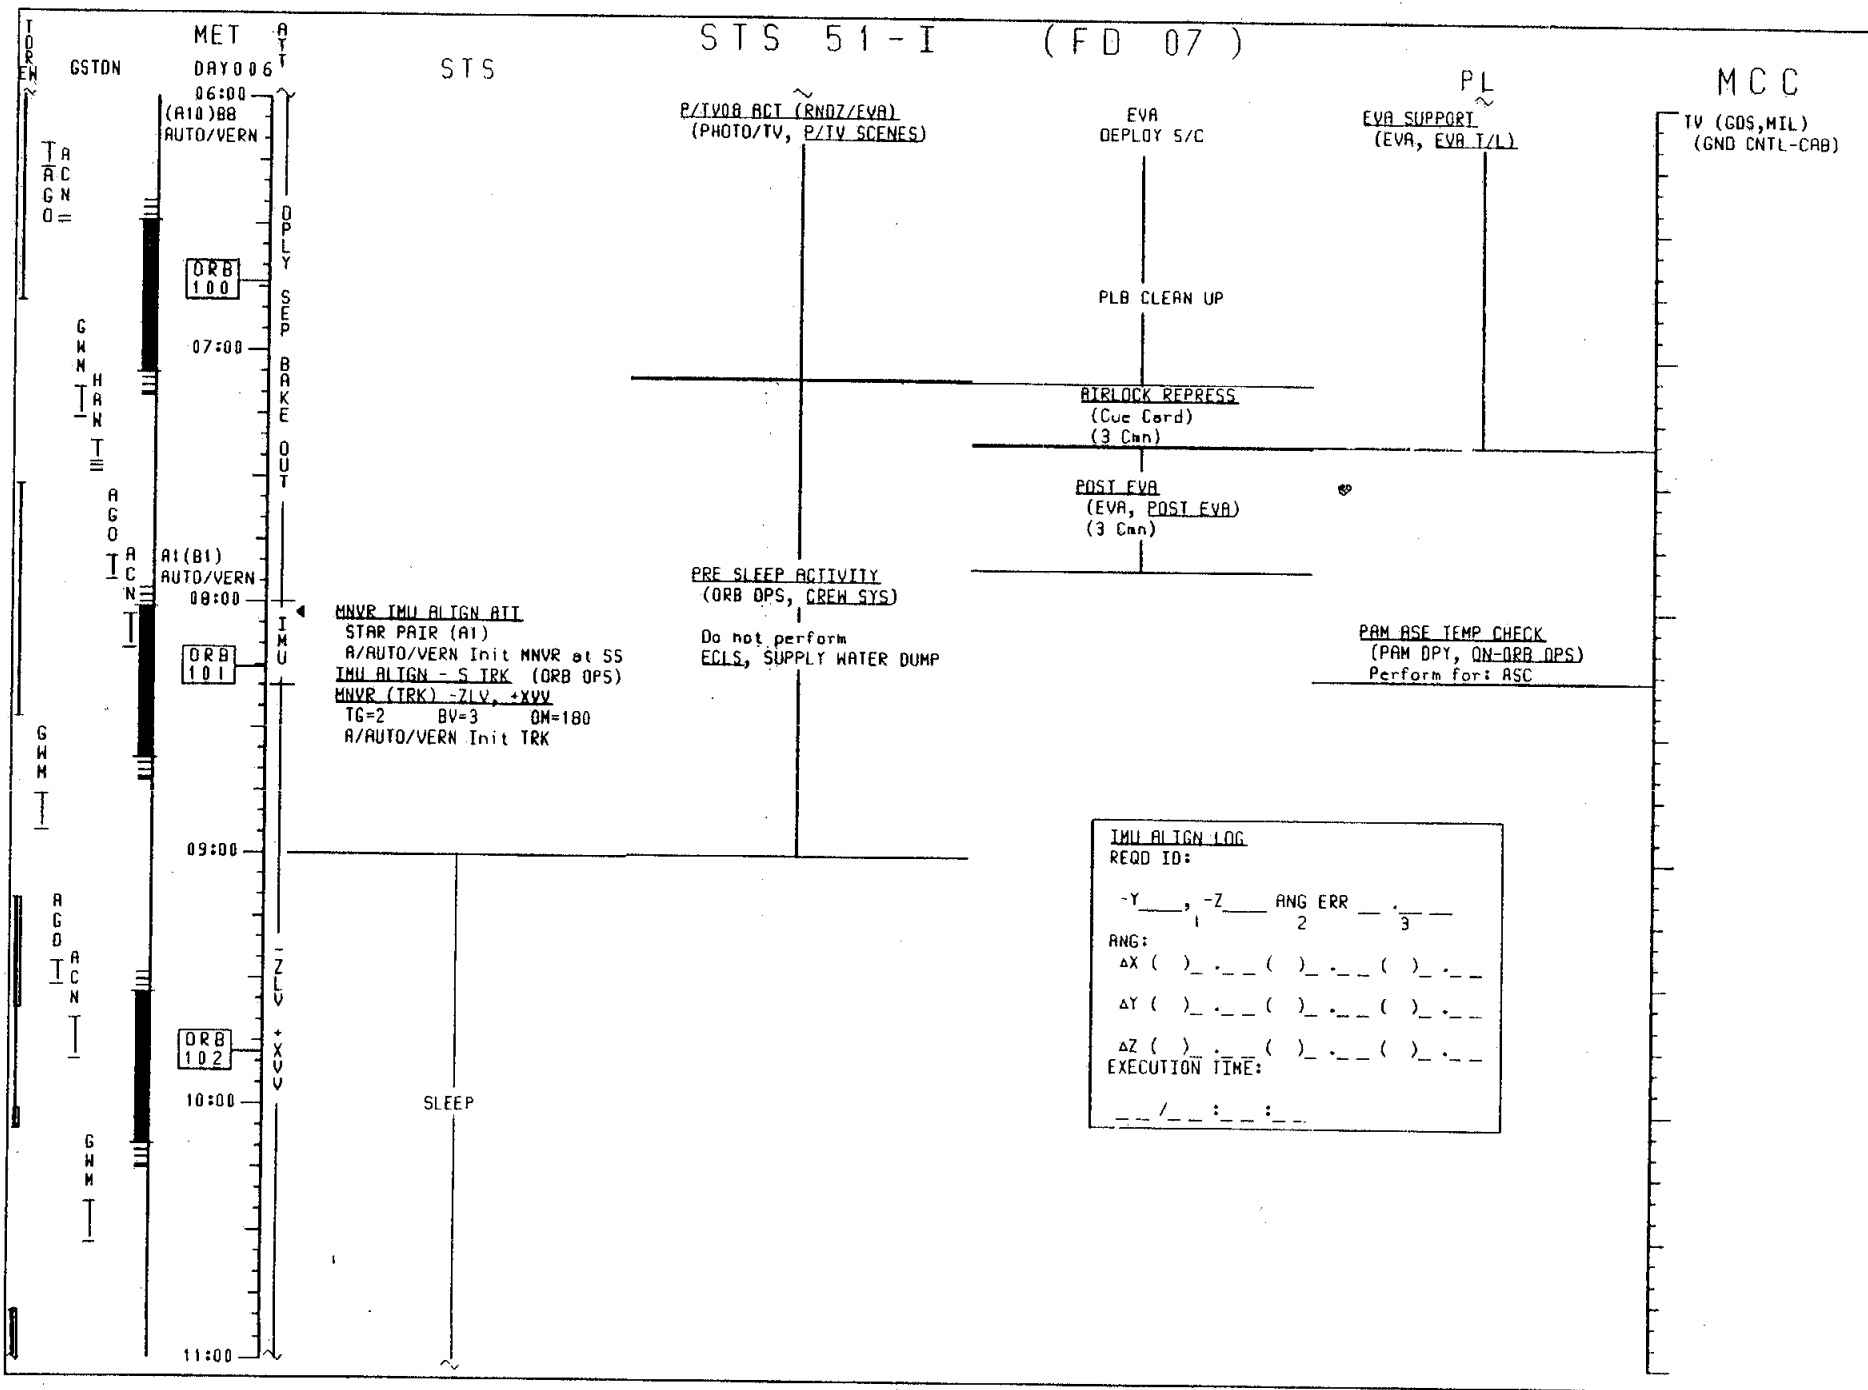 STS 51-I (FD 07)
TDRE/W
GSTDN
MET
DAY006
ATT
STS
PL
MCC
06:00
(A10)B8
AUTO/VERN
P/TV08 ACT (RNDZ/EVA)
(PHOTO/TV, P/TV SCENES)
EVA
DEPLOY S/C
EVA SUPPORT
(EVA, EVA T/L)
TV (GDS,MIL)
(GND CNTL-CAB)
ACN
AGO
DPLY SEP BAKE OUT
ORB
100
PLB CLEAN UP
GWM
07:00
HAW
AIRLOCK REPRESS
(Cue Card)
(3 Cmn)
POST EVA
(EVA, POST EVA)
(3 Cmn)
AGO
ACN
A1(B1)
AUTO/VERN
08:00
PRE SLEEP ACTIVITY
(ORB OPS, CREW SYS)
Do not perform
ECLS, SUPPLY WATER DUMP
IMU
MNVR IMU ALIGN ATT
STAR PAIR (A1)
A/AUTO/VERN Init MNVR at SS
IMU ALIGN - S TRK (ORB OPS)
MNVR (TRK) -ZLV, +XVV
TG=2 BV=3 OM=180
A/AUTO/VERN Init TRK
PAM ASE TEMP CHECK
(PAM DPY, ON-ORB OPS)
Perform for: ASC
ORB
101
GWM
09:00
IMU ALIGN LOG
REQD ID:
-Y____, -Z____ ANG ERR __ .__ __
1 2 3
ANG:
ΔX ( )_ ._ _ ( )_ ._ _ ( )_ ._ _
ΔY ( )_ ._ _ ( )_ ._ _ ( )_ ._ _
ΔZ ( )_ ._ _ ( )_ ._ _ ( )_ ._ _
EXECUTION TIME:
_ _ /_ _ :_ _ :_ _
AGO
ACN
-ZLV +XVV
ORB
102
10:00
SLEEP
GWM
11:00